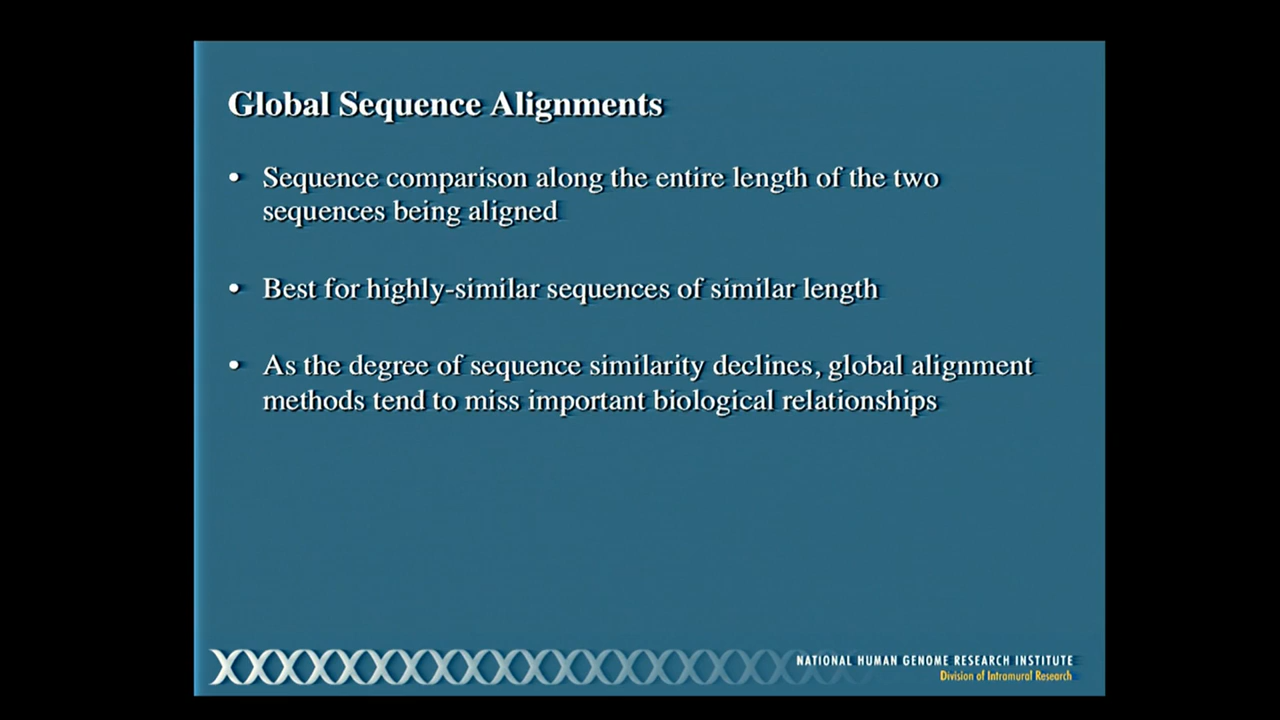 Global Sequence Alignments
• Sequence comparison along the entire length of the two
sequences being aligned
• Best for highly-similar sequences of similar length
• As the degree of sequence similarity declines, global alignment
methods tend to miss important biological relationships
NATIONAL HUMAN GENOME RESEARCH INSTITUTE
Division of Intramural Research